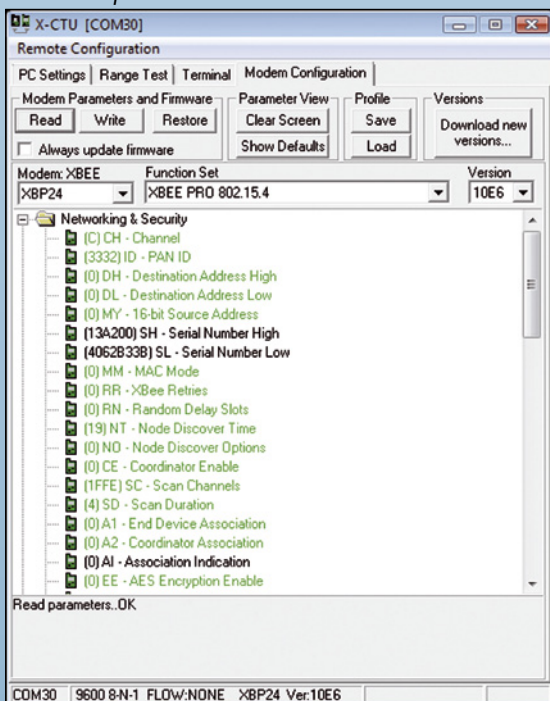 X-CTU [COM30]
Remote Configuration
PC Settings Range Test Terminal Modem Configuration
Modem Parameters and Firmware Parameter View Profile Versions
Read Write Restore Clear Screen Save Download new versions...
Always update firmware Show Defaults Load
Modem: XBEE Function Set Version
XBP24 XBEE PRO 802.15.4 10E6
Networking & Security
(C) CH - Channel
(3332) ID - PAN ID
(0) DH - Destination Address High
(0) DL - Destination Address Low
(0) MY - 16-bit Source Address
(13A200) SH - Serial Number High
(4062B33B) SL - Serial Number Low
(0) MM - MAC Mode
(0) RR - XBee Retries
(0) RN - Random Delay Slots
(19) NT - Node Discover Time
(0) NO - Node Discover Options
(0) CE - Coordinator Enable
(1FFE) SC - Scan Channels
(4) SD - Scan Duration
(0) A1 - End Device Association
(0) A2 - Coordinator Association
(0) AI - Association Indication
(0) EE - AES Encryption Enable
Read parameters..OK
COM30 9600 8-N-1 FLOW:NONE XBP24 Ver:10E6